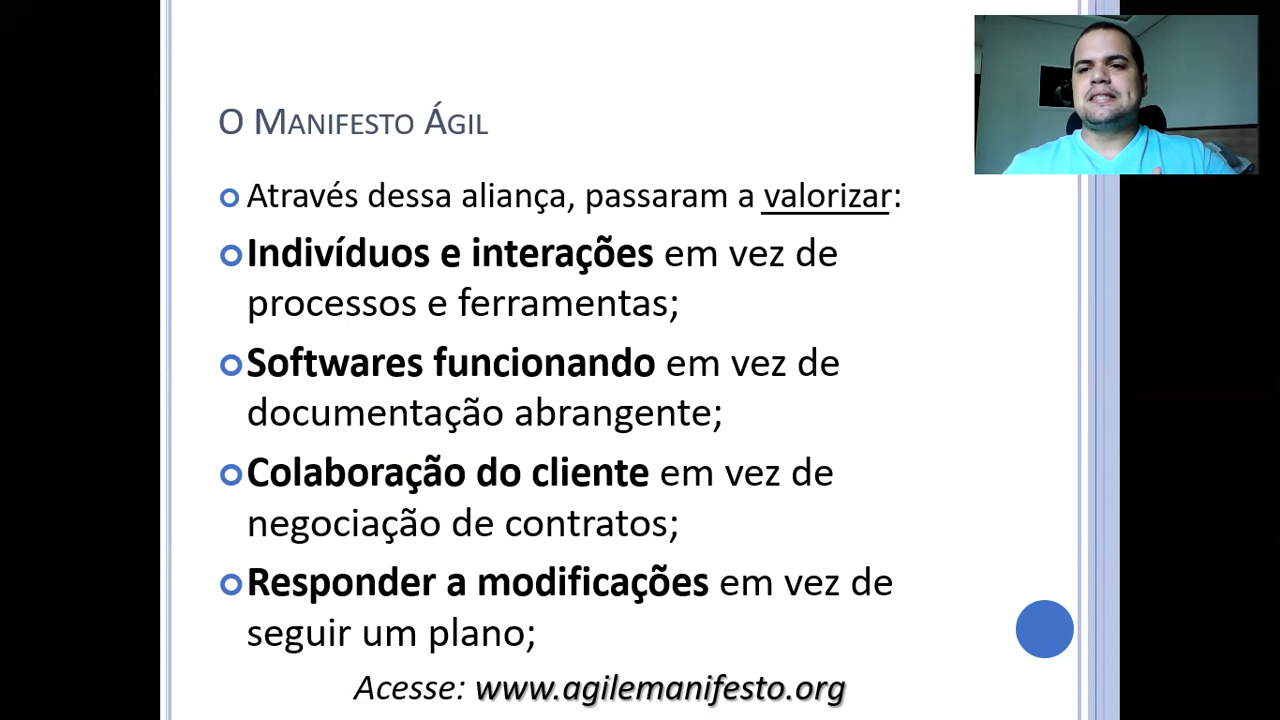 O Manifesto Ágil
Através dessa aliança, passaram a valorizar:
Indivíduos e interações em vez de
processos e ferramentas;
Softwares funcionando em vez de
documentação abrangente;
Colaboração do cliente em vez de
negociação de contratos;
Responder a modificações em vez de
seguir um plano;
Acesse: www.agilemanifesto.org